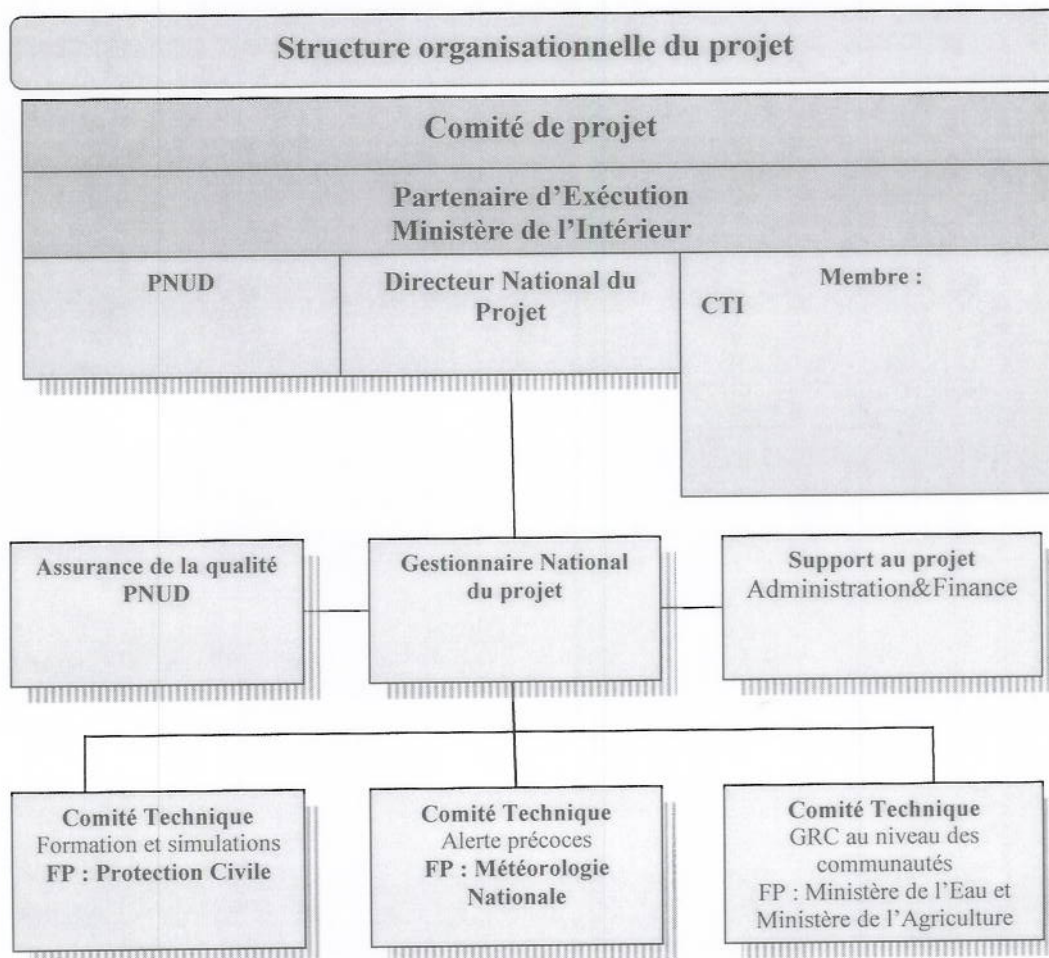 Structure organisationnelle du projet
Comité de projet
Partenaire d’Exécution
Ministère de l’Intérieur
PNUD
Directeur National du
Projet
Membre :
CTI
Assurance de la qualité
PNUD
Gestionnaire National
du projet
Support au projet
Administration&Finance
Comité Technique
Formation et simulations
FP : Protection Civile
Comité Technique
Alerte précoces
FP : Météorologie
Nationale
Comité Technique
GRC au niveau des
communautés
FP : Ministère de l’Eau et
Ministère de l’Agriculture